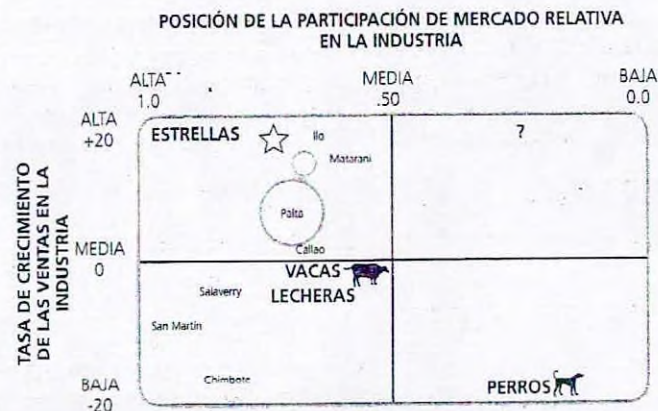 POSICIÓN DE LA PARTICIPACIÓN DE MERCADO RELATIVA
EN LA INDUSTRIA
ALTA MEDIA BAJA
1.0 .50 0.0
ALTA
+20
ESTRELLAS
Ilo
?
Matarani
Paita
Callao
MEDIA
0
VACAS
LECHERAS
Salaverry
San Martín
Chimbote
PERROS
BAJA
-20
TASA DE CRECIMIENTO
DE LAS VENTAS EN LA
INDUSTRIA